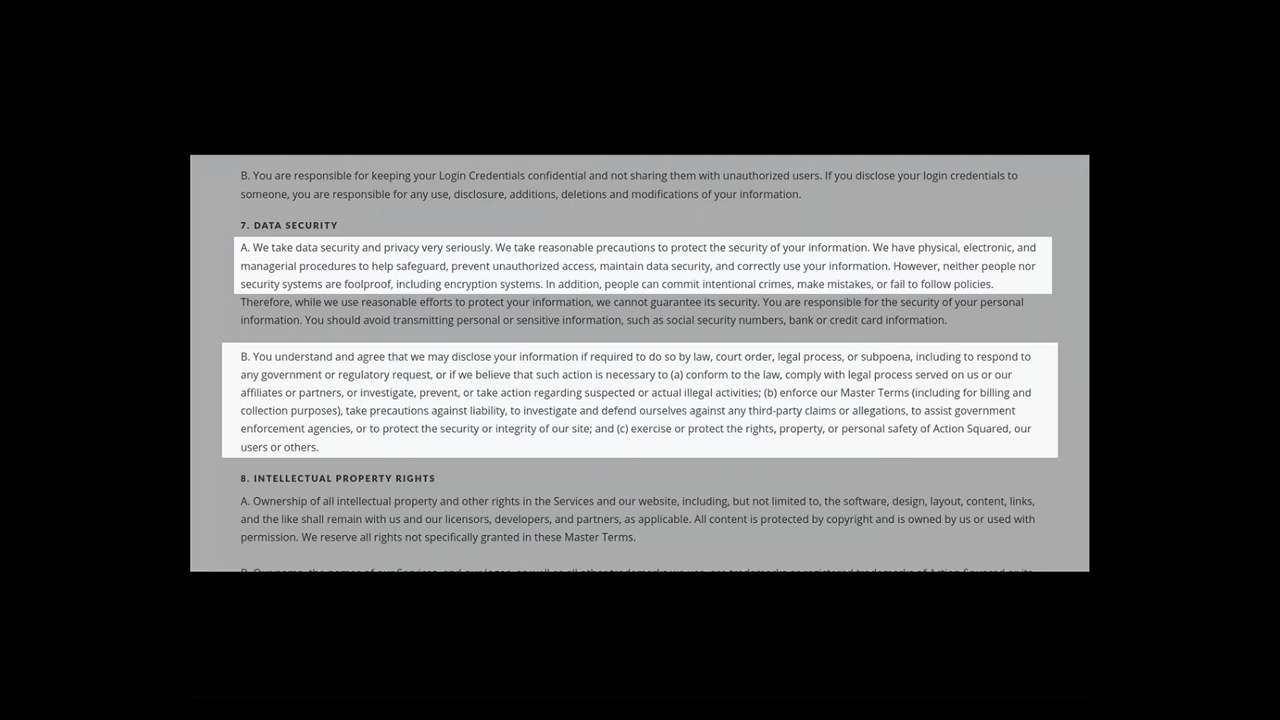 B. You are responsible for keeping your Login Credentials confidential and not sharing them with unauthorized users. If you disclose your login credentials to
someone, you are responsible for any use, disclosure, additions, deletions and modifications of your information.
7. DATA SECURITY
A. We take data security and privacy very seriously. We take reasonable precautions to protect the security of your information. We have physical, electronic, and
managerial procedures to help safeguard, prevent unauthorized access, maintain data security, and correctly use your information. However, neither people nor
security systems are foolproof, including encryption systems. In addition, people can commit intentional crimes, make mistakes, or fail to follow policies.
Therefore, while we use reasonable efforts to protect your information, we cannot guarantee its security. You are responsible for the security of your personal
information. You should avoid transmitting personal or sensitive information, such as social security numbers, bank or credit card information.
B. You understand and agree that we may disclose your information if required to do so by law, court order, legal process, or subpoena, including to respond to
any government or regulatory request, or if we believe that such action is necessary to (a) conform to the law, comply with legal process served on us or our
affiliates or partners, or investigate, prevent, or take action regarding suspected or actual illegal activities; (b) enforce our Master Terms (including for billing and
collection purposes), take precautions against liability, to investigate and defend ourselves against any third-party claims or allegations, to assist government
enforcement agencies, or to protect the security or integrity of our site; and (c) exercise or protect the rights, property, or personal safety of Action Squared, our
users or others.
8. INTELLECTUAL PROPERTY RIGHTS
A. Ownership of all intellectual property and other rights in the Services and our website, including, but not limited to, the software, design, layout, content, links,
and the like shall remain with us and our licensors, developers, and partners, as applicable. All content is protected by copyright and is owned by us or used with
permission. We reserve all rights not specifically granted in these Master Terms.